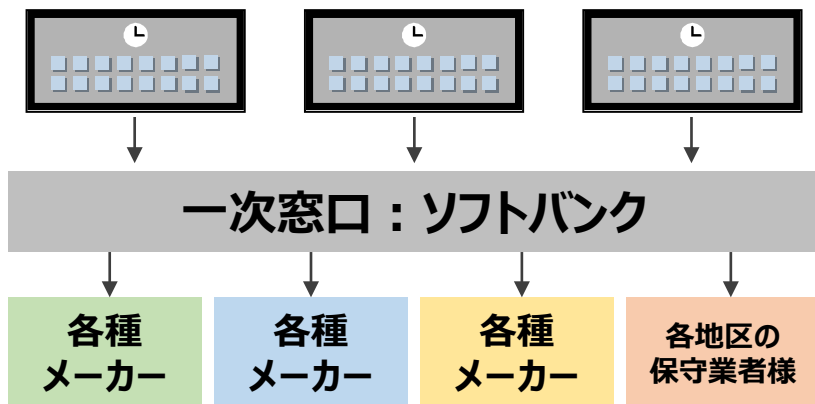 一次窓口：ソフトバンク
各種
メーカー
各種
メーカー
各種
メーカー
各地区の
保守業者様